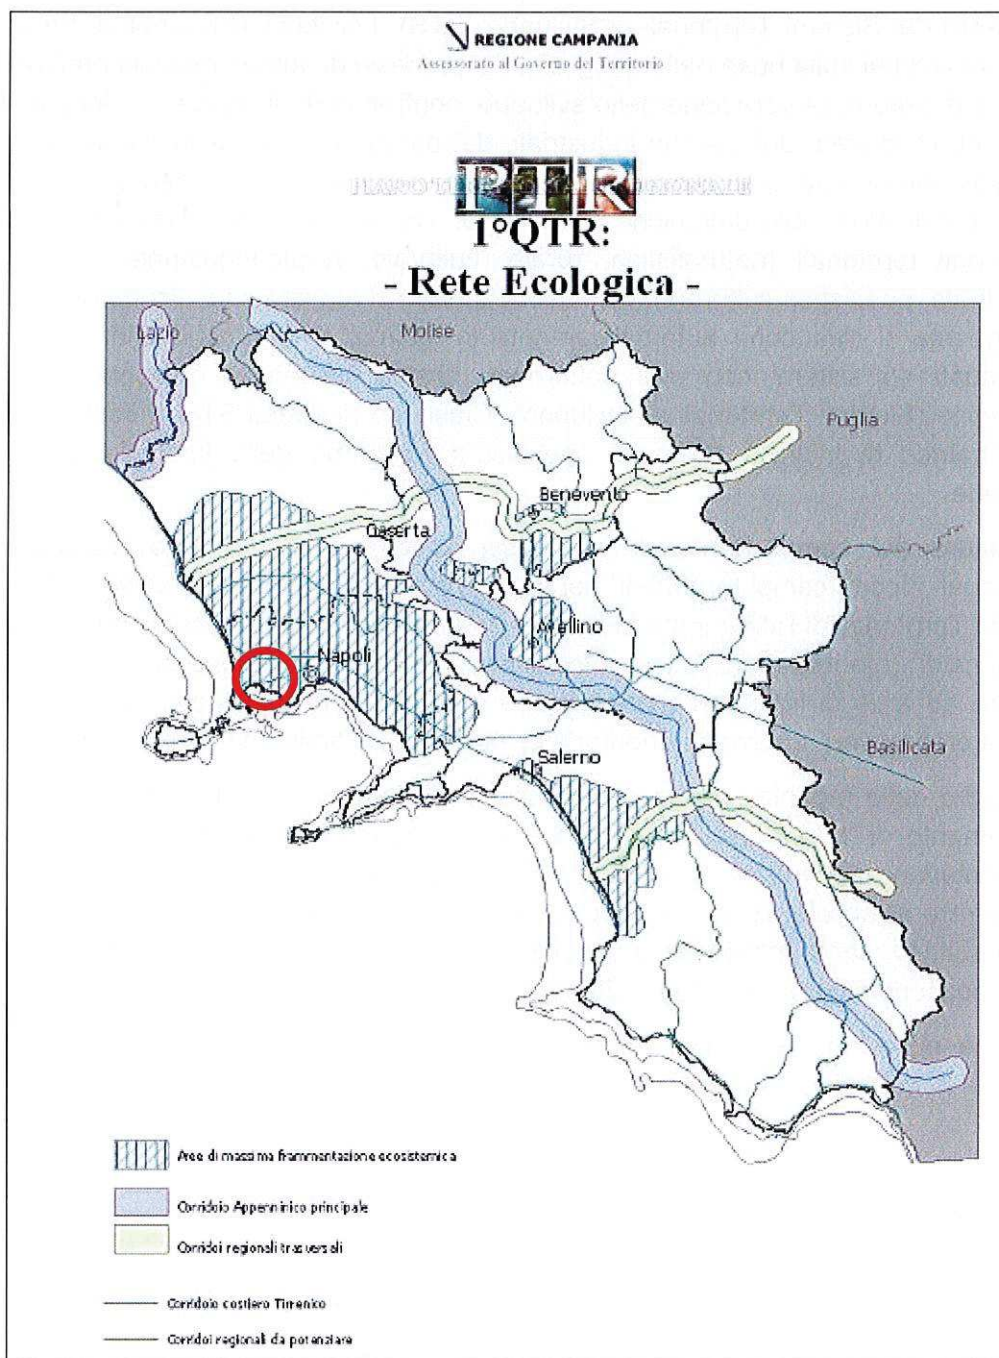 REGIONE CAMPANIA
Assessorato al Governo del Territorio
PTR
1°QTR:
- Rete Ecologica -
Lazio
Molise
Puglia
Benevento
Caserta
Avellino
Napoli
Basilicata
Salerno
Aree di massima frammentazione ecosistemica
Corridoio Appenninico principale
Corridoi regionali trasversali
Corridoio costiero Tirrenico
Corridoi regionali da potenziare